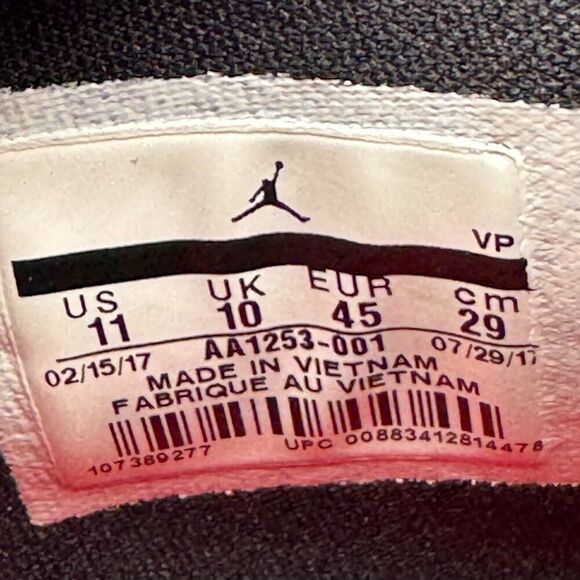 VP
US UK EUR cm
11 10 45 29
02/15/17 AA1253-001 07/29/17
MADE IN VIETNAM
FABRIQUE AU VIETNAM
107389277 UPC 00883412814478